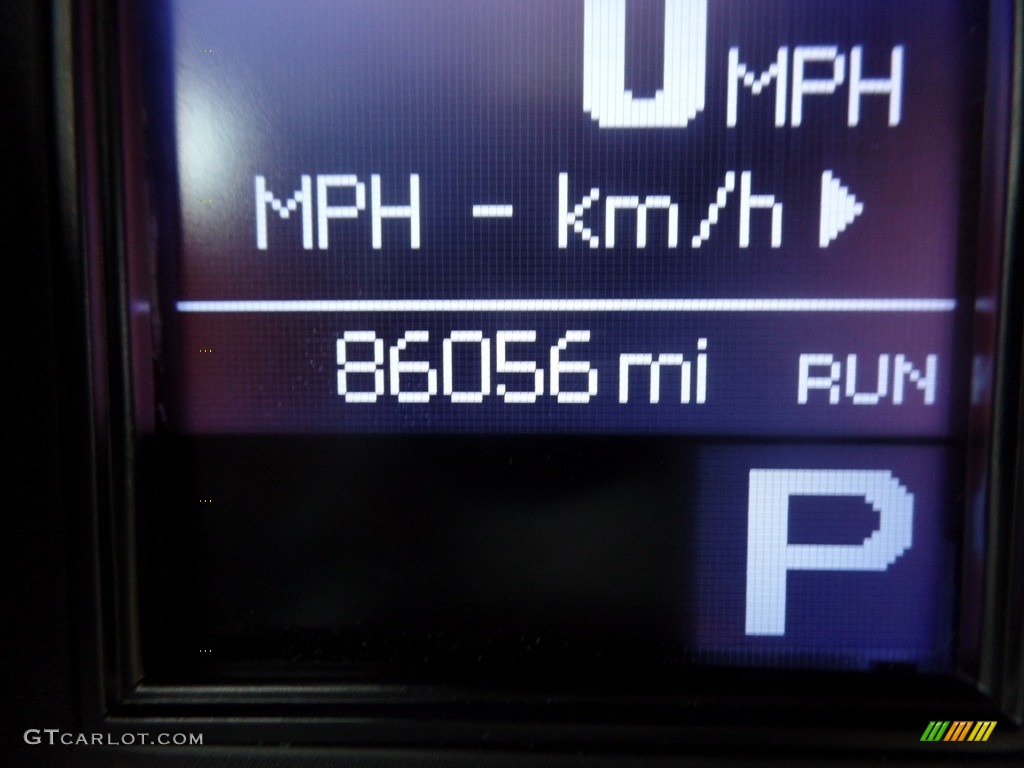 0 MPH
MPH - km/h
86056 mi RUN
P
GTCARLOT.COM